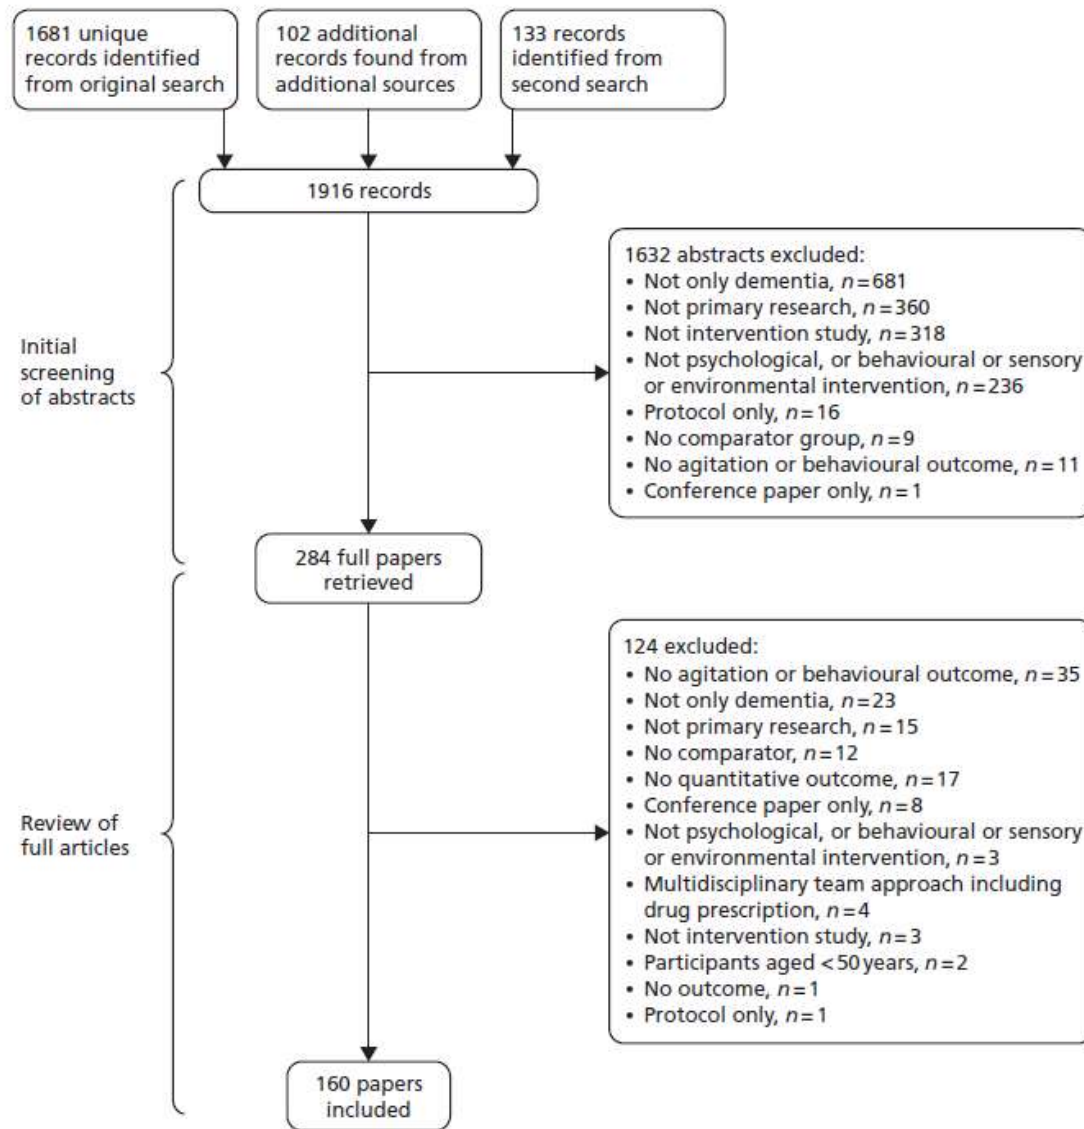 1681 unique
records identified
from original search
102 additional
records found from
additional sources
133 records
identified from
second search
1916 records
Initial
screening
of abstracts
1632 abstracts excluded:
• Not only dementia, n=681
• Not primary research, n=360
• Not intervention study, n=318
• Not psychological, or behavioural or sensory
or environmental intervention, n=236
• Protocol only, n=16
• No comparator group, n=9
• No agitation or behavioural outcome, n=11
• Conference paper only, n=1
284 full papers
retrieved
Review of
full articles
124 excluded:
• No agitation or behavioural outcome, n=35
• Not only dementia, n=23
• Not primary research, n=15
• No comparator, n=12
• No quantitative outcome, n=17
• Conference paper only, n=8
• Not psychological, or behavioural or sensory
or environmental intervention, n=3
• Multidisciplinary team approach including
drug prescription, n=4
• Not intervention study, n=3
• Participants aged <50 years, n=2
• No outcome, n=1
• Protocol only, n=1
160 papers
included